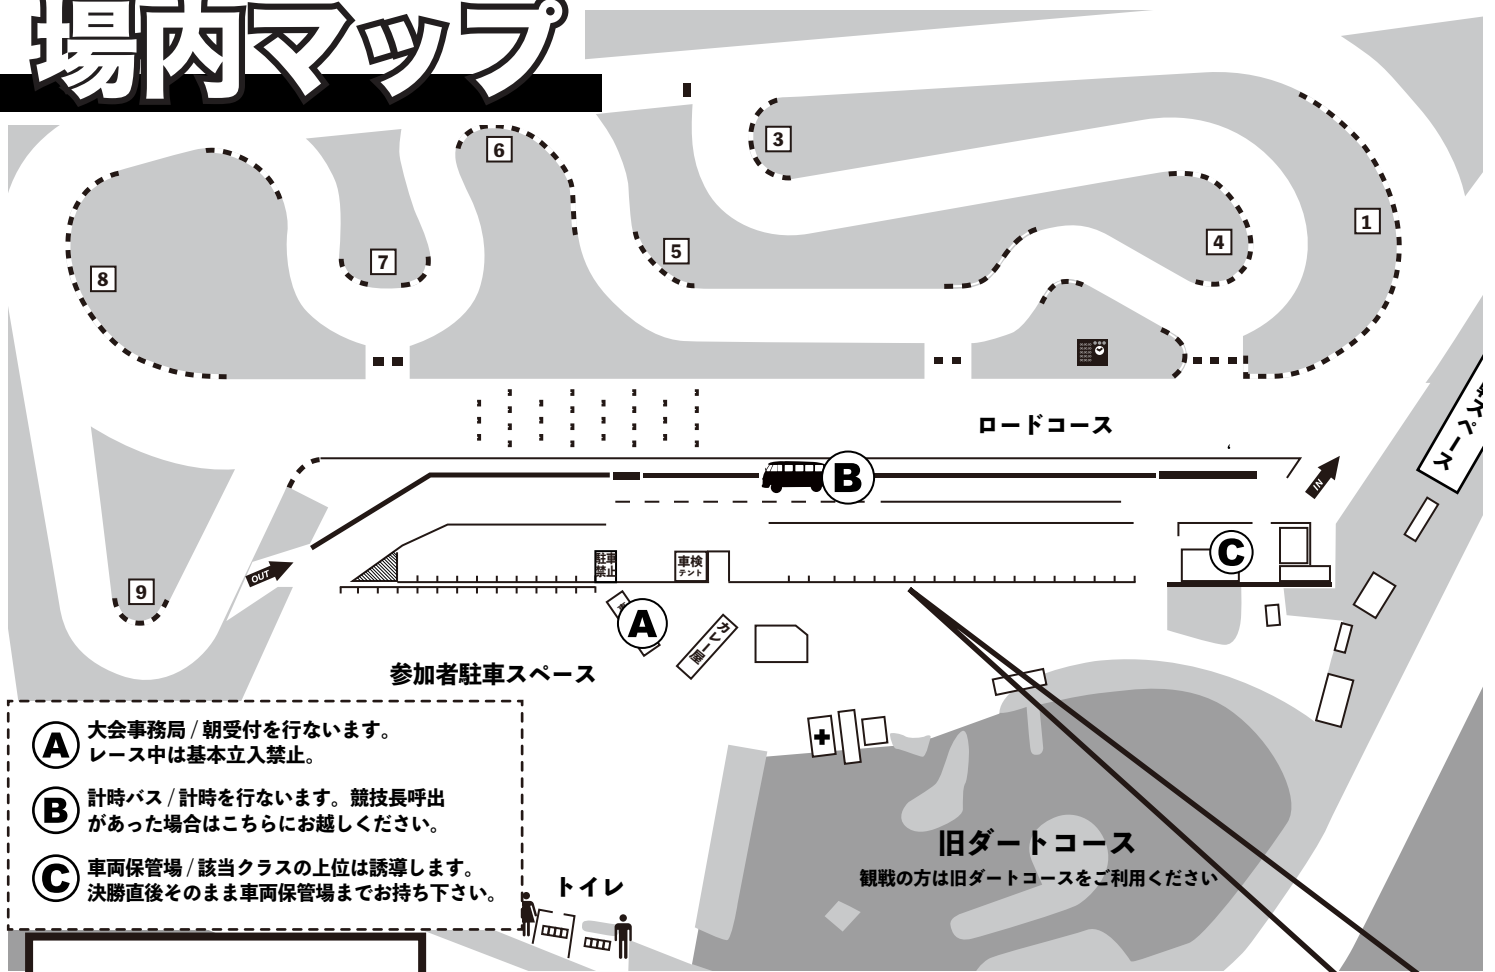 場内マップ
6
3
1
4
5
7
8
ロードコース
スペース
B
IN
C
駐車
禁止
車検
テント
OUT
9
A
カレー屋
参加者駐車スペース
A 大会事務局 / 朝受付を行ないます。
レース中は基本立入禁止。
B 計時バス / 計時を行ないます。競技長呼出
があった場合はこちらにお越しください。
C 車両保管場 / 該当クラスの上位は誘導します。
決勝直後そのまま車両保管場までお持ち下さい。
旧ダートコース
観戦の方は旧ダートコースをご利用ください
トイレ